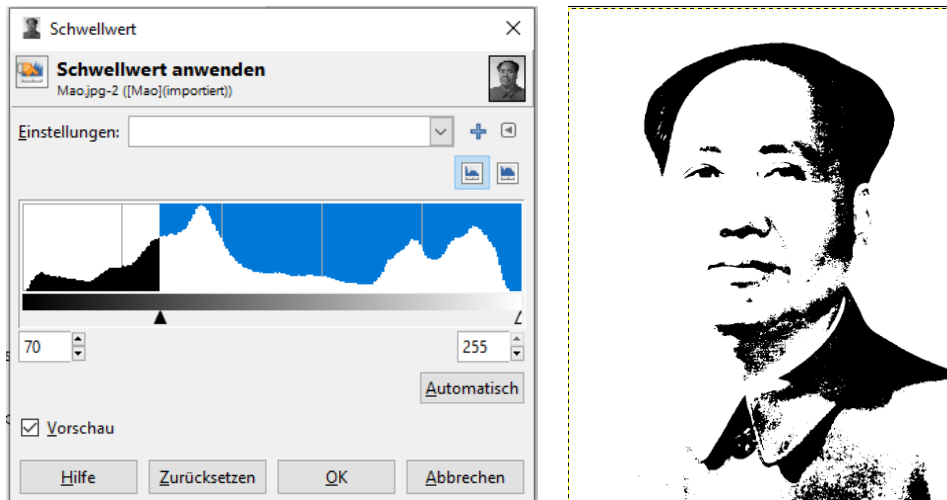 Schwellwert
Schwellwert anwenden
Mao.jpg-2 ([Mao](importiert))
Einstellungen:
70
255
Automatisch
Vorschau
Hilfe Zurücksetzen OK Abbrechen